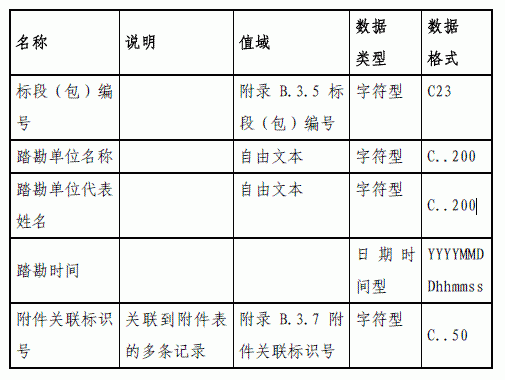 名称 说明 值域 数据类型 数据格式
标段（包）编号 附录 B.3.5 标段（包）编号 字符型 C23
踏勘单位名称 自由文本 字符型 C..200
踏勘单位代表姓名 自由文本 字符型 C..200
踏勘时间 日期时间型 YYYYMMDDhhmmss
附件关联标识号 关联到附件表的多条记录 附录 B.3.7 附件关联标识号 字符型 C..50